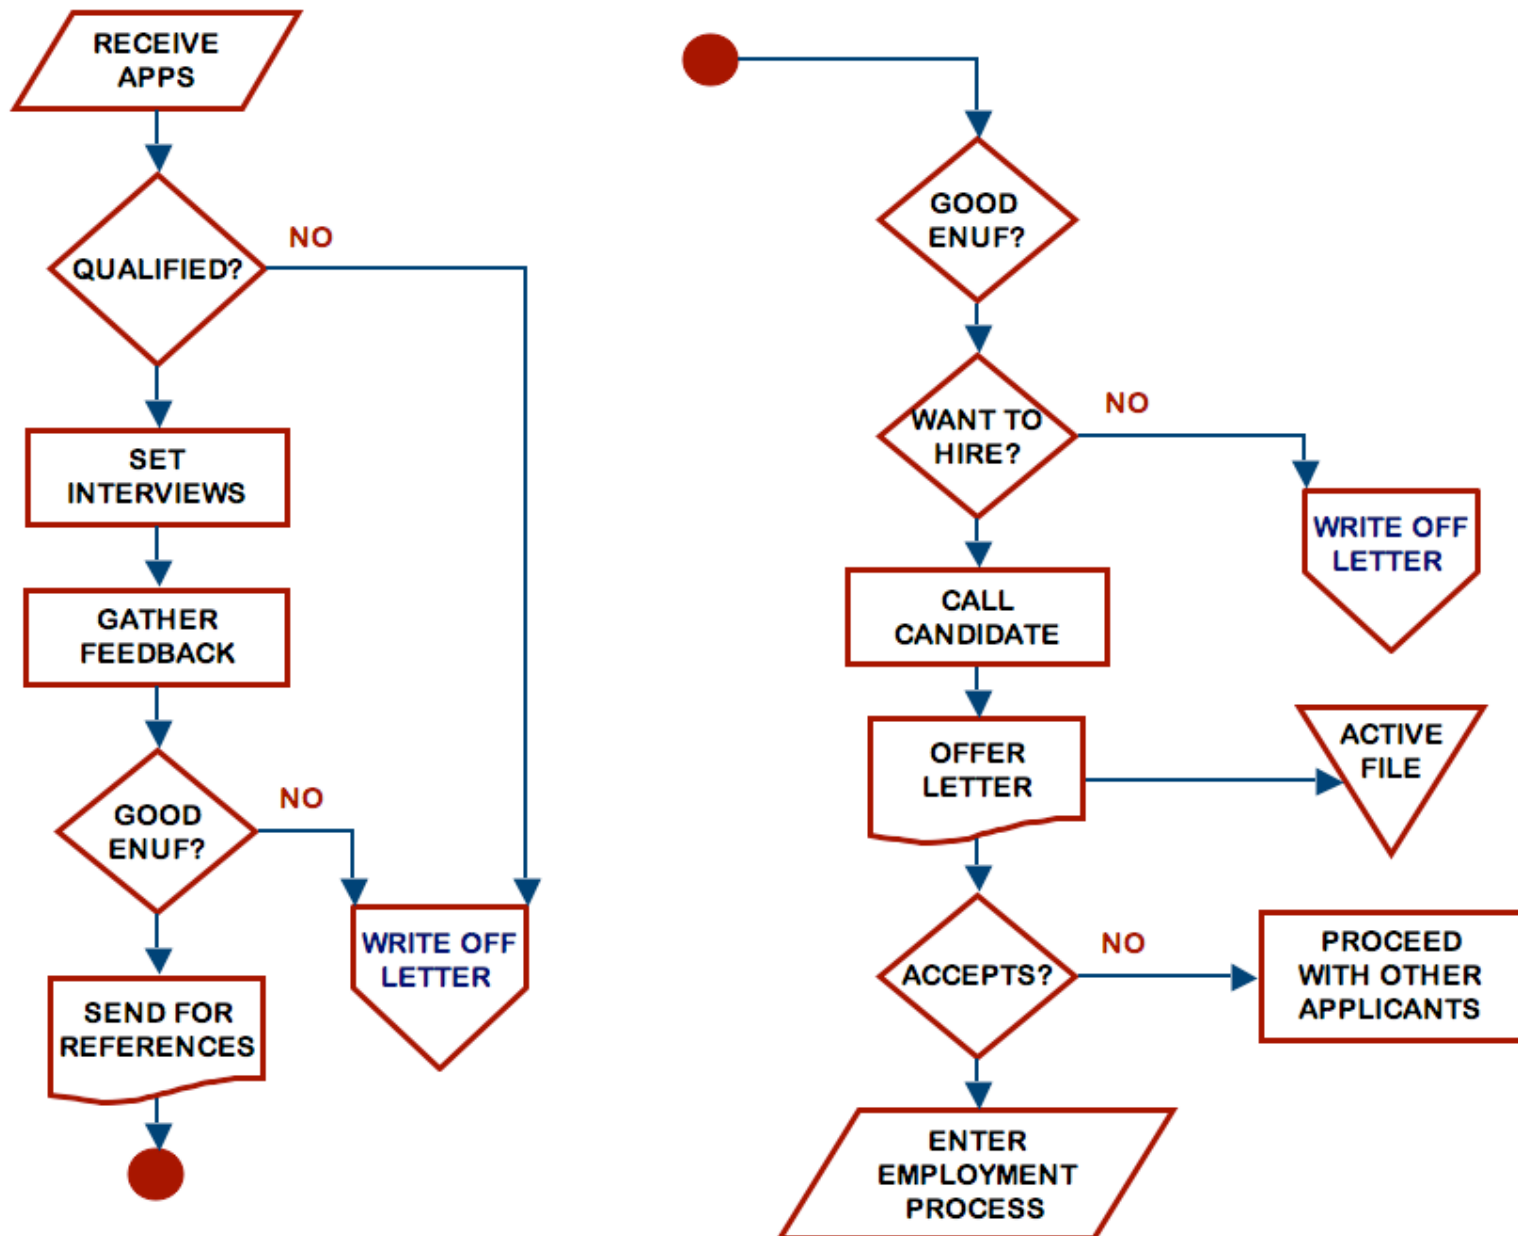 RECEIVE
APPS
QUALIFIED?
NO
SET
INTERVIEWS
GATHER
FEEDBACK
GOOD
ENUF?
NO
WRITE OFF
LETTER
SEND FOR
REFERENCES
GOOD
ENUF?
WANT TO
HIRE?
NO
WRITE OFF
LETTER
CALL
CANDIDATE
OFFER
LETTER
ACTIVE
FILE
ACCEPTS?
NO
PROCEED
WITH OTHER
APPLICANTS
ENTER
EMPLOYMENT
PROCESS